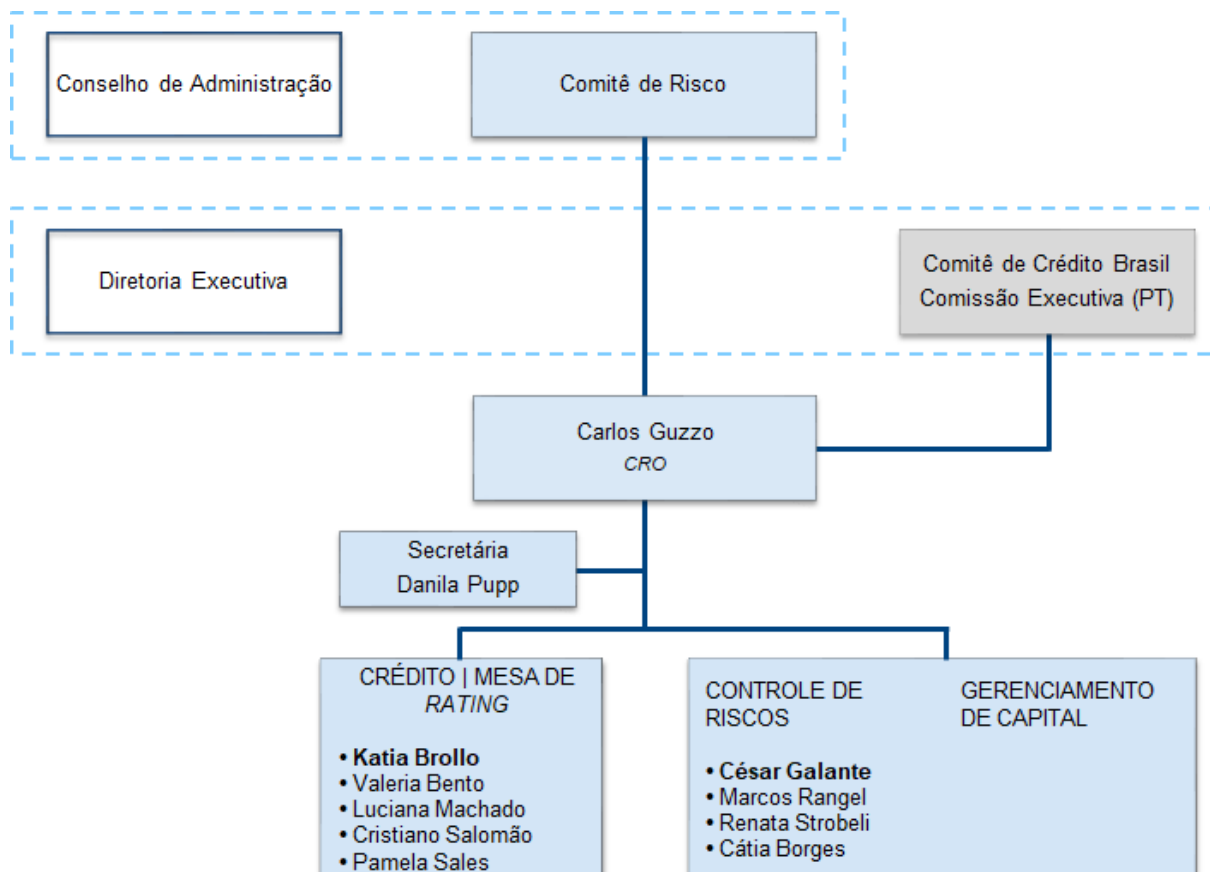 Conselho de Administração
Comitê de Risco
Diretoria Executiva
Comitê de Crédito Brasil
Comissão Executiva (PT)
Carlos Guzzo
CRO
Secretária
Danila Pupp
CRÉDITO | MESA DE
RATING
• Katia Brollo
• Valeria Bento
• Luciana Machado
• Cristiano Salomão
• Pamela Sales
CONTROLE DE
RISCOS
GERENCIAMENTO
DE CAPITAL
• César Galante
• Marcos Rangel
• Renata Strobeli
• Cátia Borges